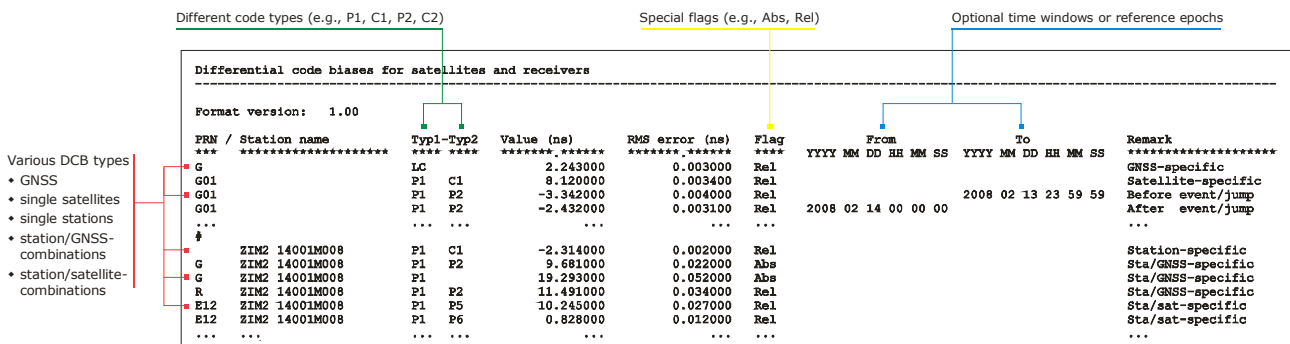 Different code types (e.g., P1, C1, P2, C2)
Special flags (e.g., Abs, Rel)
Optional time windows or reference epochs
Differential code biases for satellites and receivers
--------------------------------------------------------------------------------
Format version: 1.00
PRN / Station name Typ1-Typ2 Value (ns) RMS error (ns) Flag From To Remark
*** ******************** **** **** *******.****** *******.****** **** YYYY MM DD HH MM SS YYYY MM DD HH MM SS ********************
G LC 2.243000 0.003000 Rel GNSS-specific
G01 P1 C1 8.120000 0.003400 Rel Satellite-specific
G01 P1 P2 -3.342000 0.004000 Rel 2008 02 13 23 59 59 Before event/jump
G01 P1 P2 -2.432000 0.003100 Rel 2008 02 14 00 00 00 After event/jump
... ... ... ... ... ... ...
#
ZIM2 14001M008 P1 C1 -2.314000 0.002000 Rel Station-specific
G ZIM2 14001M008 P1 P2 9.681000 0.022000 Abs Sta/GNSS-specific
G ZIM2 14001M008 P1 19.293000 0.052000 Abs Sta/GNSS-specific
R ZIM2 14001M008 P1 P2 11.491000 0.034000 Rel Sta/GNSS-specific
E12 ZIM2 14001M008 P1 P5 10.245000 0.027000 Rel Sta/sat-specific
E12 ZIM2 14001M008 P1 P6 0.828000 0.012000 Rel Sta/sat-specific
... ... ... ... ... ... ... ...
Various DCB types
◆ GNSS
◆ single satellites
◆ single stations
◆ station/GNSS-
combinations
◆ station/satellite-
combinations